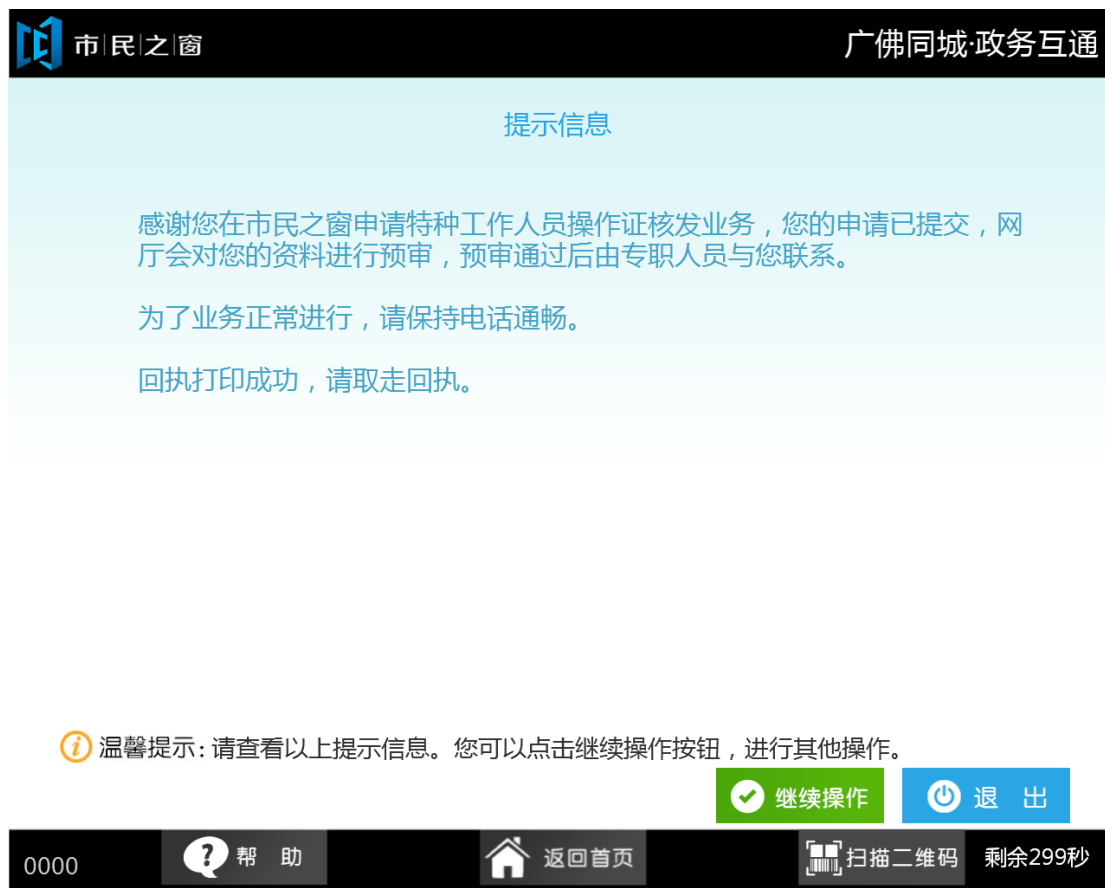 市民之窗
广佛同城·政务互通
提示信息
感谢您在市民之窗申请特种工作人员操作证核发业务，您的申请已提交，网
厅会对您的资料进行预审，预审通过后由专职人员与您联系。
为了业务正常进行，请保持电话通畅。
回执打印成功，请取走回执。
温馨提示：请查看以上提示信息。您可以点击继续操作按钮，进行其他操作。
继续操作
退 出
0000
帮 助
返回首页
扫描二维码
剩余299秒